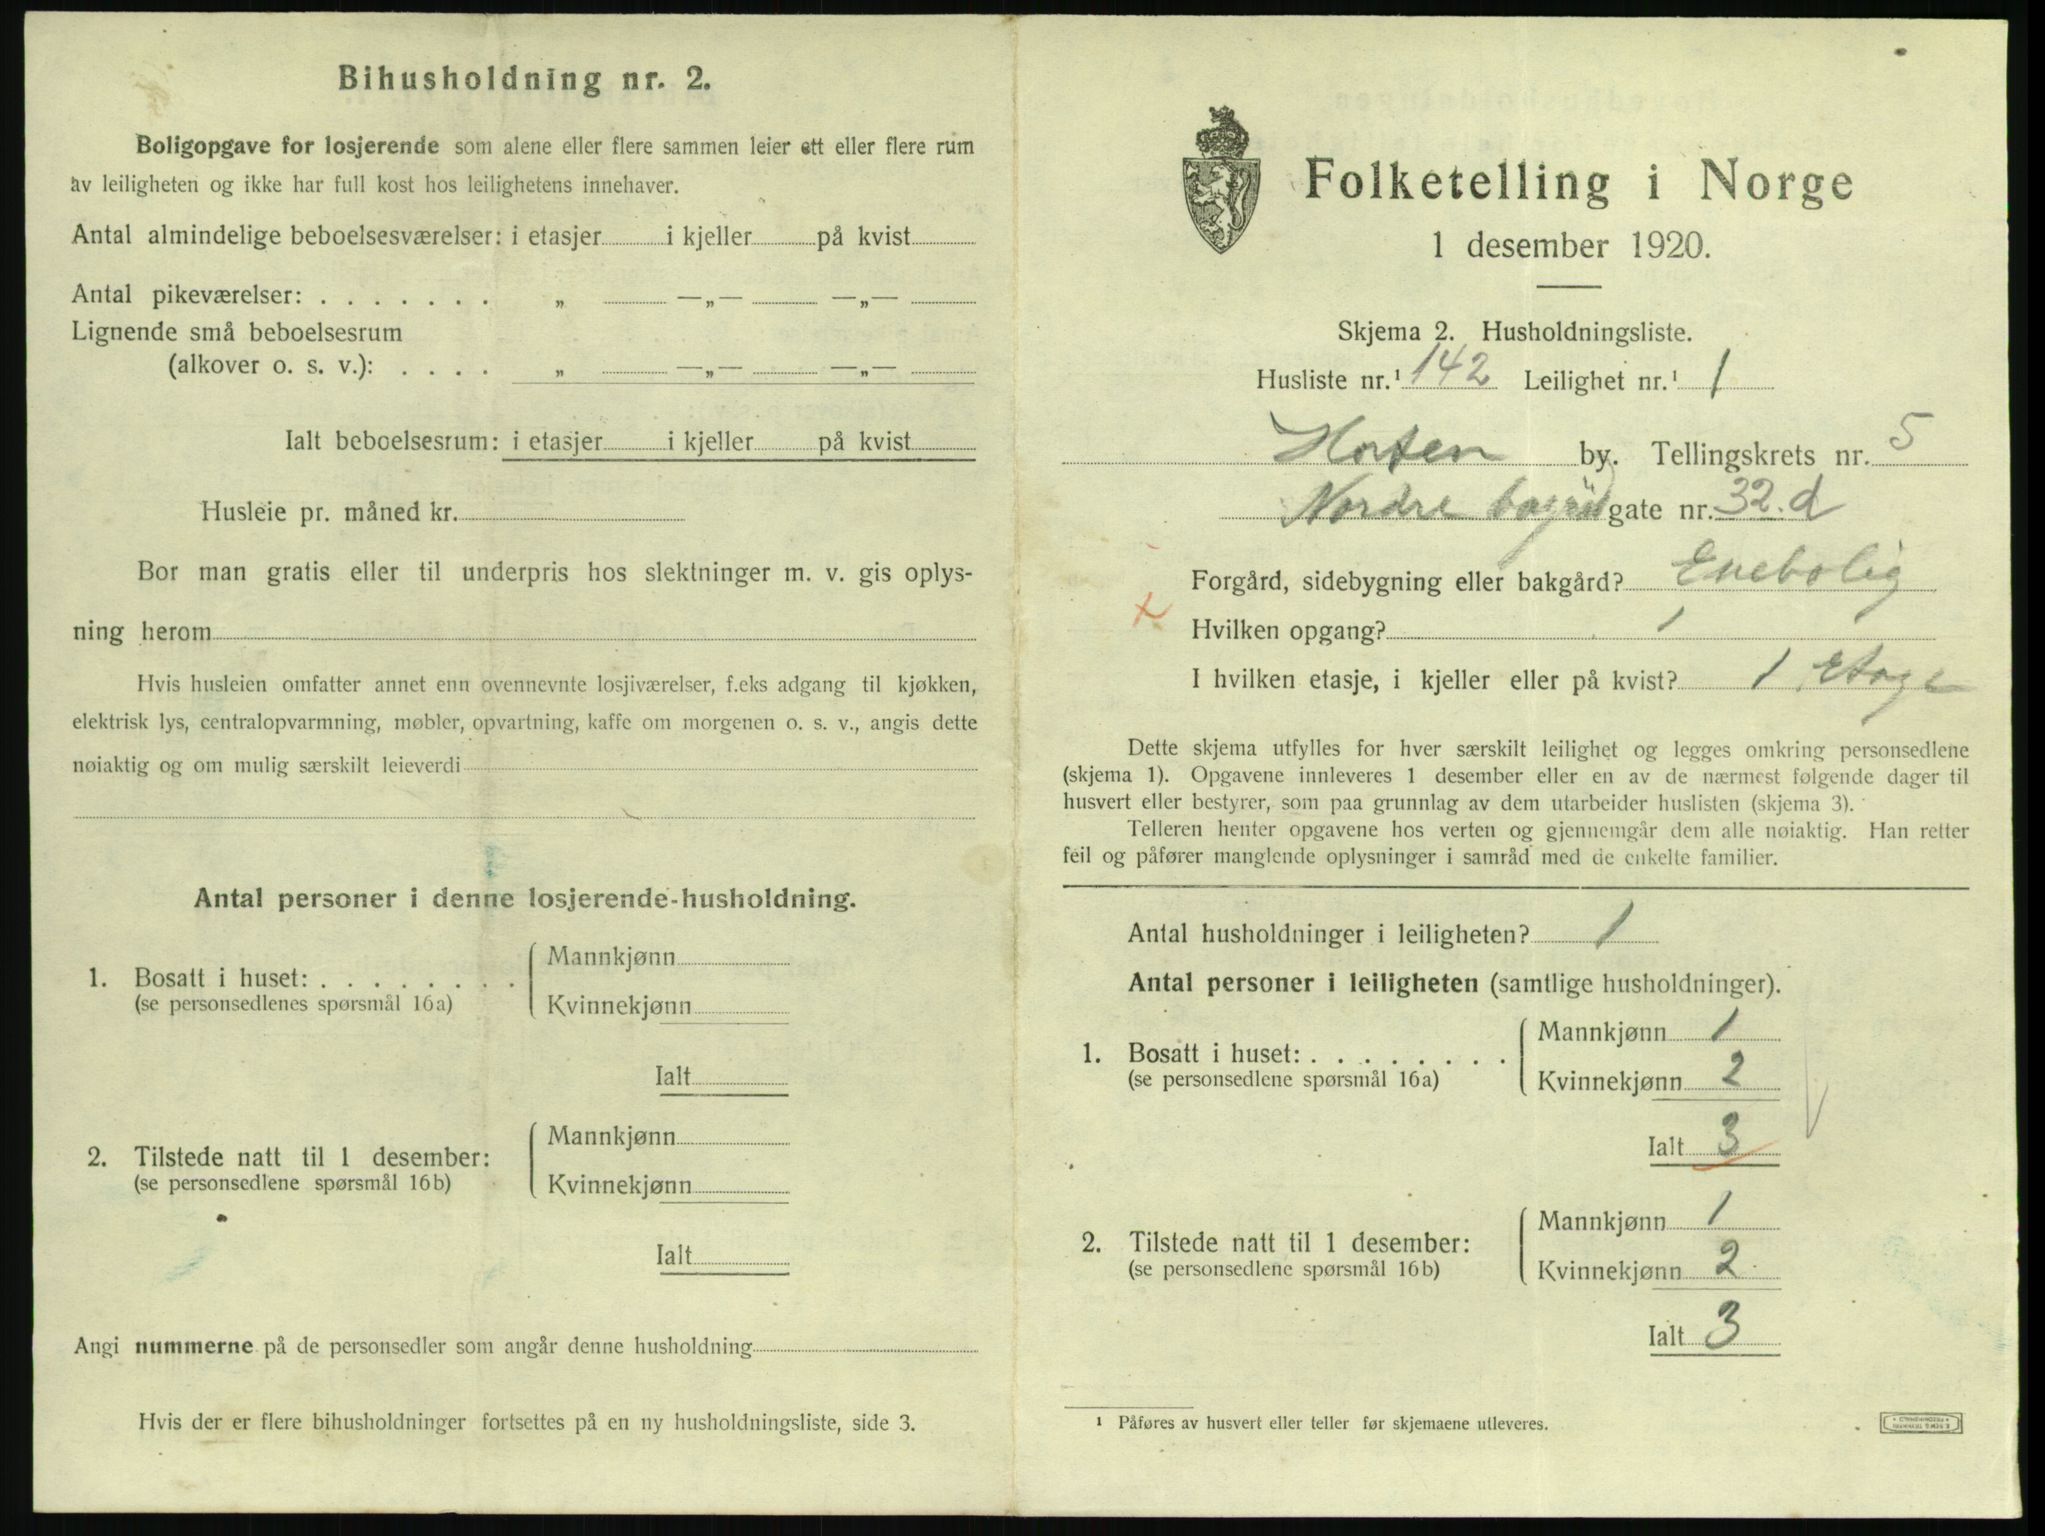 Bihusholdning nr. 2.
Boligopgave for losjerende som alene eller flere sammen leier ett eller flere rum
av leiligheten og ikke har full kost hos leilighetens innehaver.
Antal almindelige beboelsesværelser: i etasjer i kjeller på kvist
Antal pikeværelser: . . . . . . . „ —„— —„—
Lignende små beboelsesrum
(alkover o. s. v.): . . . . „ —„— —„—
Ialt beboelsesrum: i etasjer i kjeller på kvist
Husleie pr. måned kr.
Bor man gratis eller til underpris hos slektninger m. v. gis oplys-
ning herom
Hvis husleien omfatter annet enn ovennevnte losjiværelser, f.eks adgang til kjøkken,
elektrisk lys, centralopvarmning, møbler, opvartning, kaffe om morgenen o. s. v., angis dette
nøiaktig og om mulig særskilt leieverdi
Antal personer i denne losjerende-husholdning.
1. Bosatt i huset: . . . . . . . . Mannkjønn
(se personsedlenes spørsmål 16a) Kvinnekjønn
Ialt
2. Tilstede natt til 1 desember: Mannkjønn
(se personsedlene spørsmål 16b) Kvinnekjønn
Ialt
Angi nummerne på de personsedler som angår denne husholdning
Hvis der er flere bihusholdninger fortsettes på en ny husholdningsliste, side 3.
Folketelling i Norge
1 desember 1920.
Skjema 2. Husholdningsliste.
Husliste nr.¹ 142 Leilighet nr.¹ 1
Horten by. Tellingskrets nr. 5
Nordre gate nr. 32.d
Forgård, sidebygning eller bakgård? Enebolig
Hvilken opgang? 1
I hvilken etasje, i kjeller eller på kvist? 1 Etage
Dette skjema utfylles for hver særskilt leilighet og legges omkring personsedlene
(skjema 1). Opgavene innleveres 1 desember eller en av de nærmest følgende dager til
husvert eller bestyrer, som paa grunnlag av dem utarbeider huslisten (skjema 3).
Telleren henter opgavene hos verten og gjennemgår dem alle nøiaktig. Han retter
feil og påfører manglende oplysninger i samråd med de enkelte familier.
Antal husholdninger i leiligheten? 1
Antal personer i leiligheten (samtlige husholdninger).
1. Bosatt i huset: . . . . . . . . Mannkjønn 1
(se personsedlene spørsmål 16a) Kvinnekjønn 2
Ialt 3
2. Tilstede natt til 1 desember: Mannkjønn 1
(se personsedlene spørsmål 16b) Kvinnekjønn 2
Ialt 3
¹ Påføres av husvert eller teller før skjemaene utleveres.